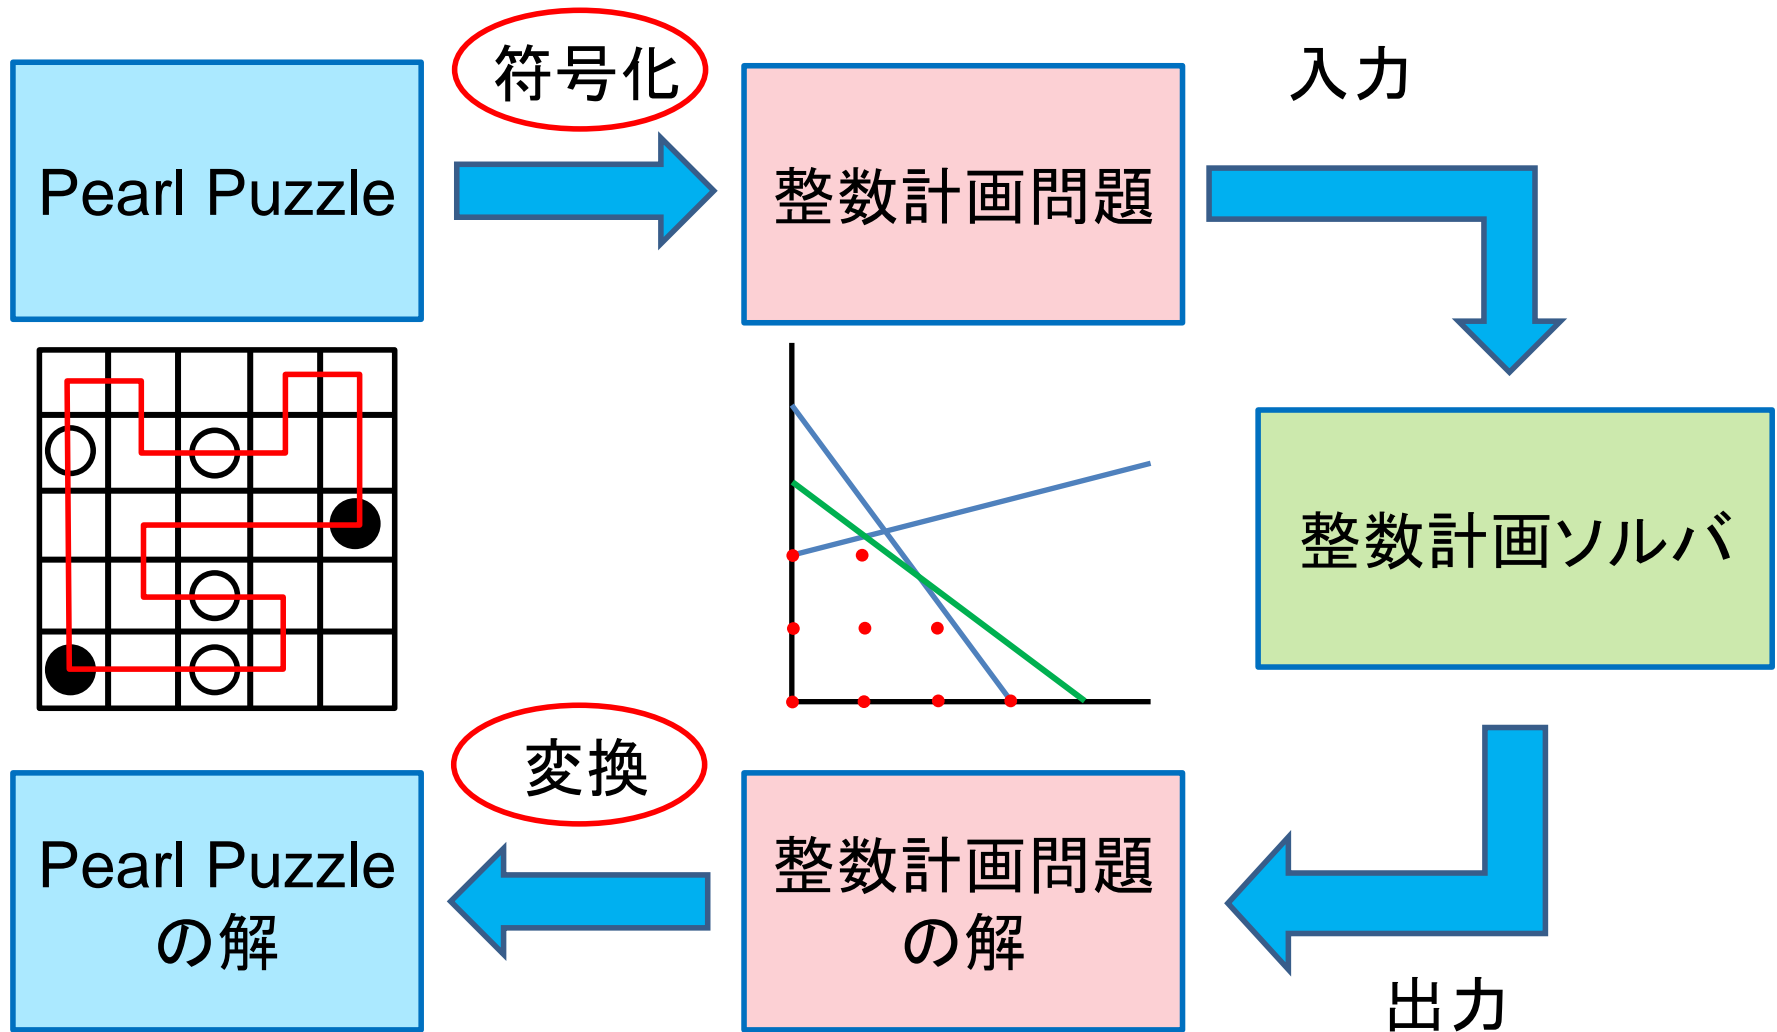 符号化
入力
Pearl Puzzle
整数計画問題
整数計画ソルバ
変換
Pearl Puzzle
の解
整数計画問題
の解
出力